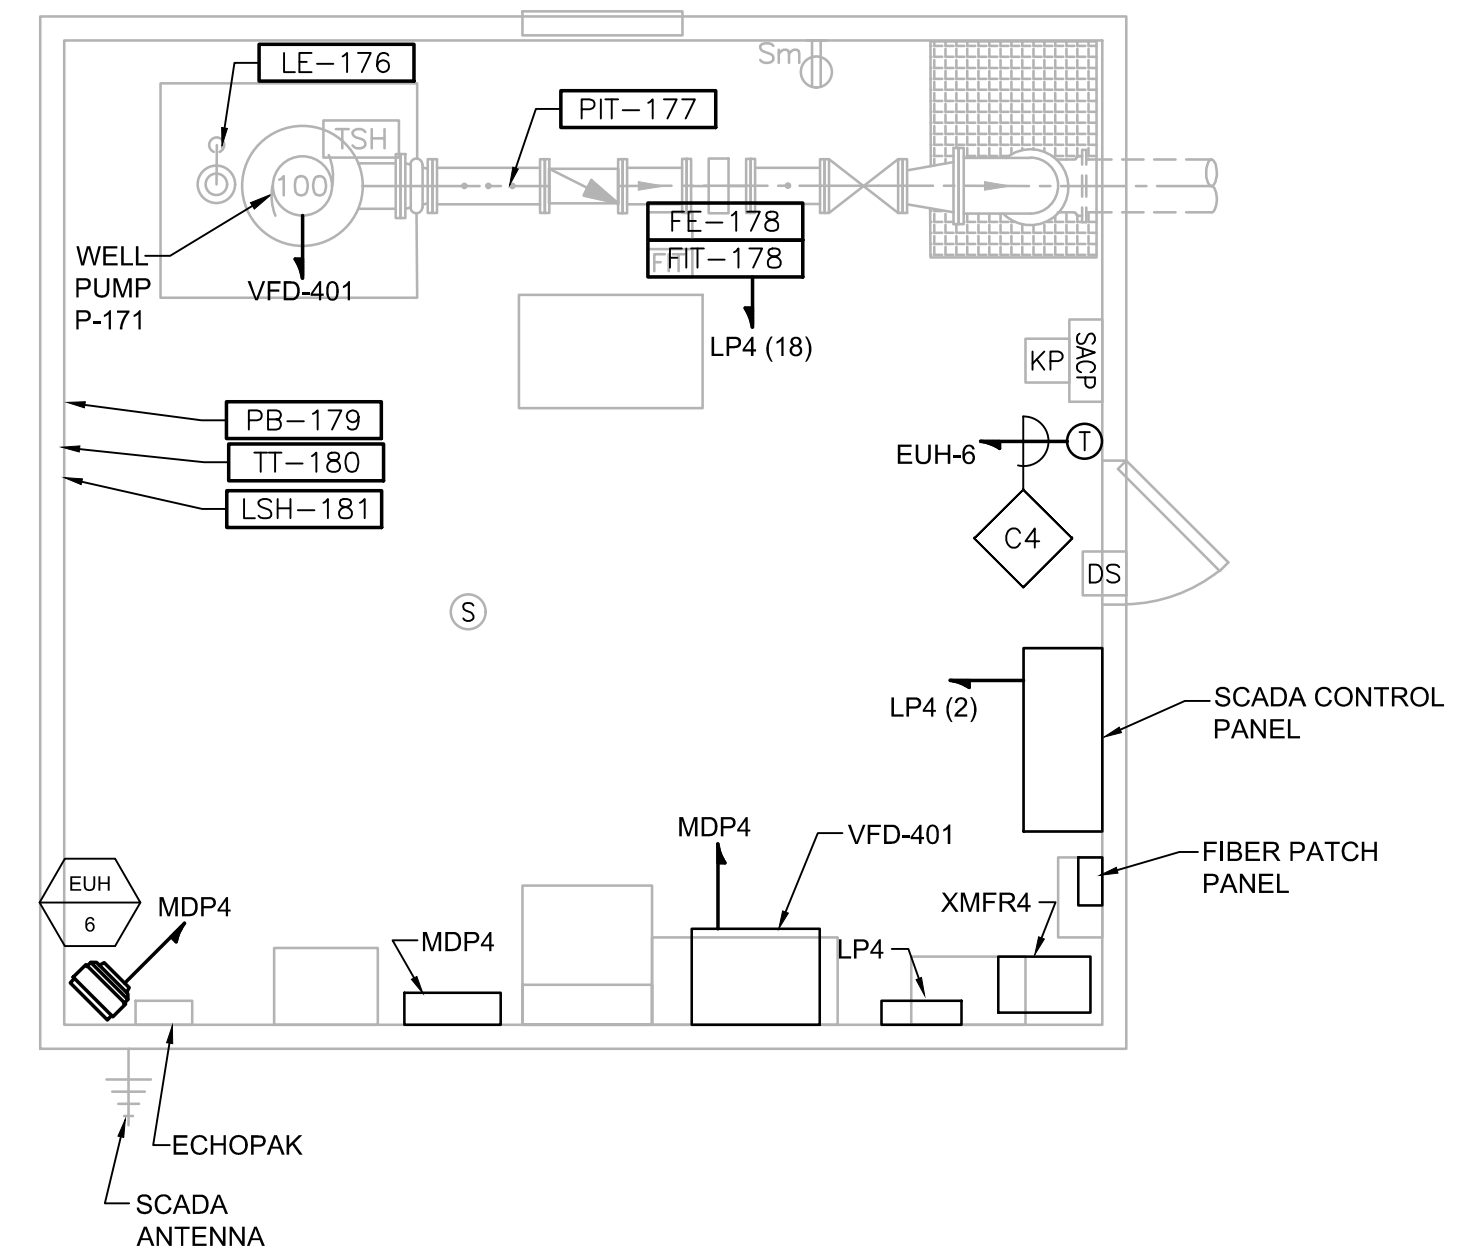 LE-176
Sm
PIT-177
TSH
100
FE-178
FIT-178
FIT
WELL
PUMP
P-171
VFD-401
LP4 (18)
KP
SACP
PB-179
TT-180
LSH-181
EUH-6
T
C4
DS
S
LP4 (2)
SCADA CONTROL
PANEL
MDP4
VFD-401
FIBER PATCH
PANEL
EUH
6
MDP4
XMFR4
MDP4
LP4
ECHOPAK
SCADA
ANTENNA